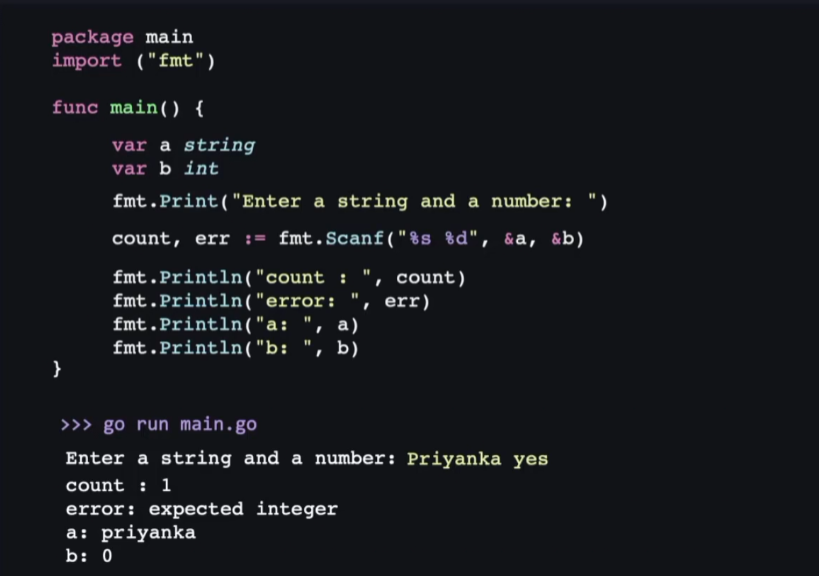 package main
import ("fmt")
func main() {
var a string
var b int
fmt.Print("Enter a string and a number: ")
count, err := fmt.Scanf("%s %d", &a, &b)
fmt.Println("count : ", count)
fmt.Println("error: ", err)
fmt.Println("a: ", a)
fmt.Println("b: ", b)
}
>>> go run main.go
Enter a string and a number: Priyanka yes
count : 1
error: expected integer
a: priyanka
b: 0